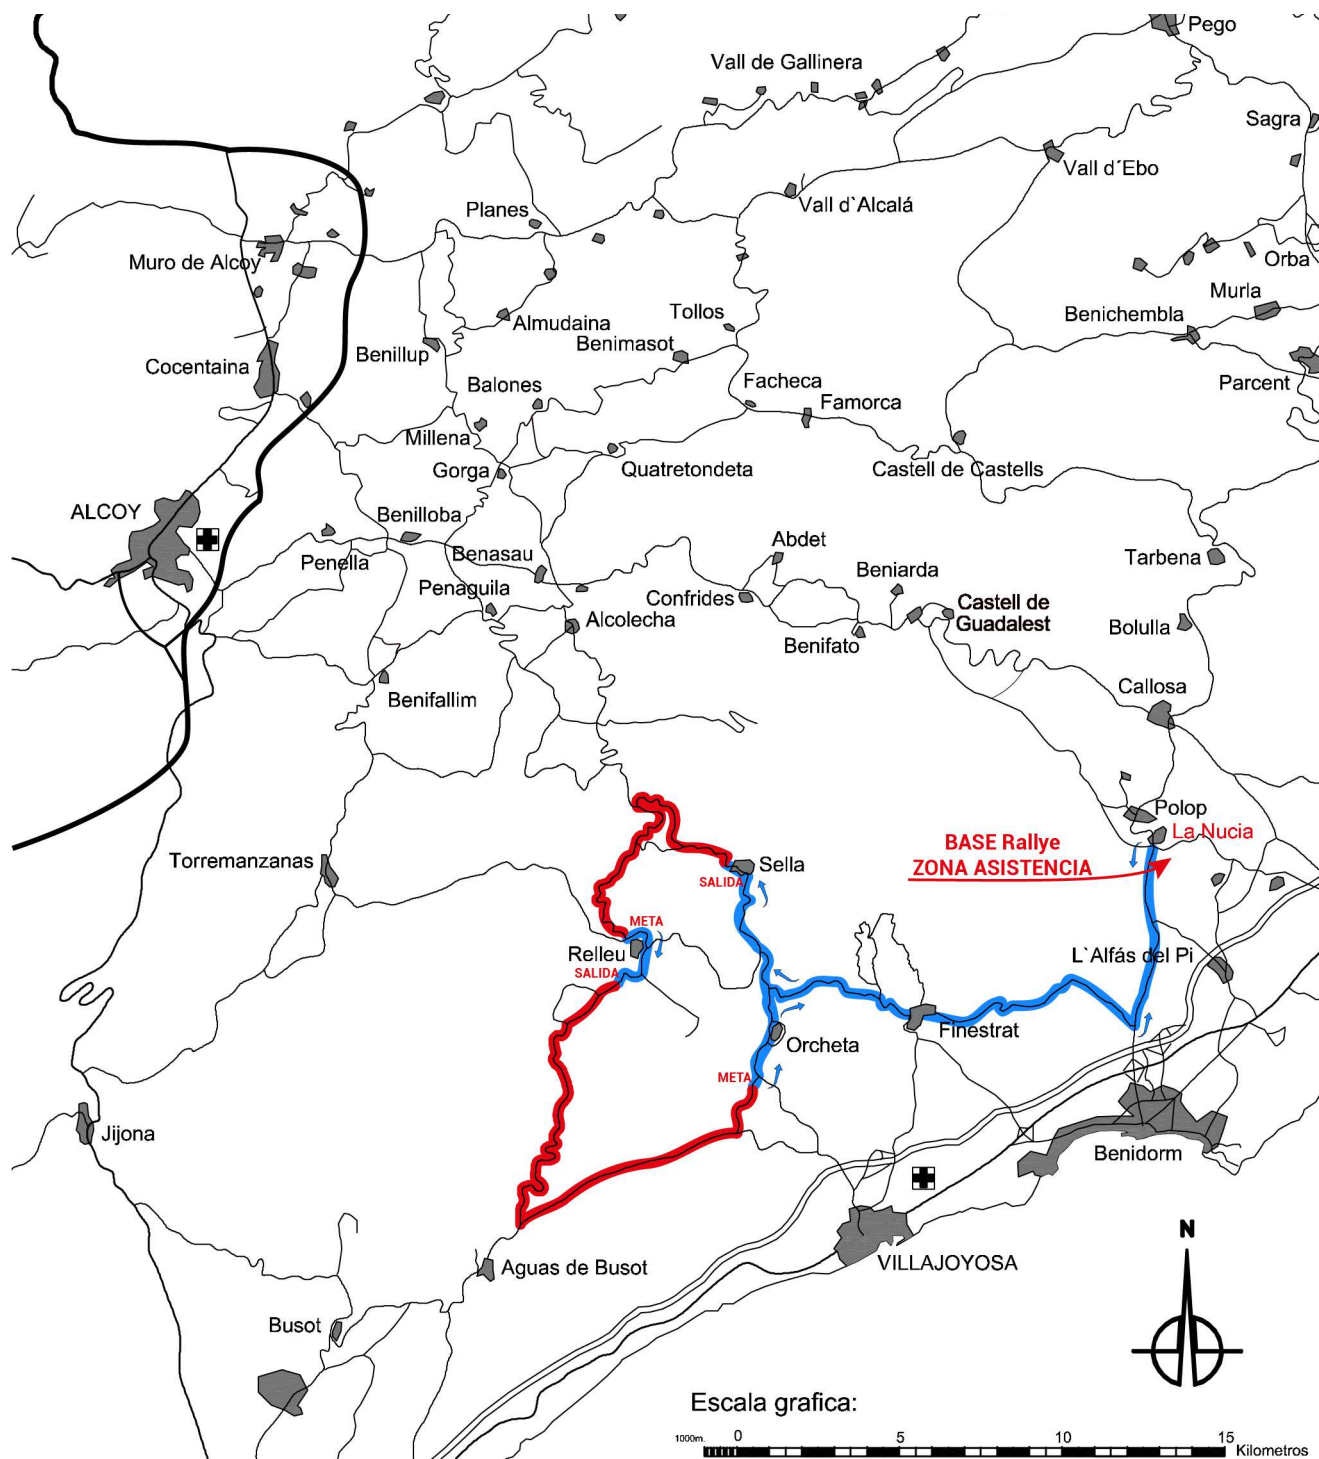 Pego
Vall de Gallinera
Sagra
Vall d´Ebo
Vall d`Alcalá
Planes
Muro de Alcoy
Orba
Murla
Benichembla
Tollos
Almudaina
Benimasot
Benillup
Cocentaina
Parcent
Facheca
Balones
Famorca
Millena
Gorga
Quatretondeta
Castell de Castells
ALCOY
Benilloba
Abdet
Tarbena
Penella
Benasau
Beniarda
Penaguila
Confrides
Castell de
Guadalest
Alcolecha
Bolulla
Benifato
Callosa
Benifallim
Polop
La Nucia
BASE Rallye
ZONA ASISTENCIA
Torremanzanas
Sella
SALIDA
META
Relleu
SALIDA
L`Alfás del Pi
Finestrat
Orcheta
META
Jijona
Benidorm
N
VILLAJOYOSA
Aguas de Busot
Busot
Escala grafica:
1000m. 0 5 10 15 Kilometros